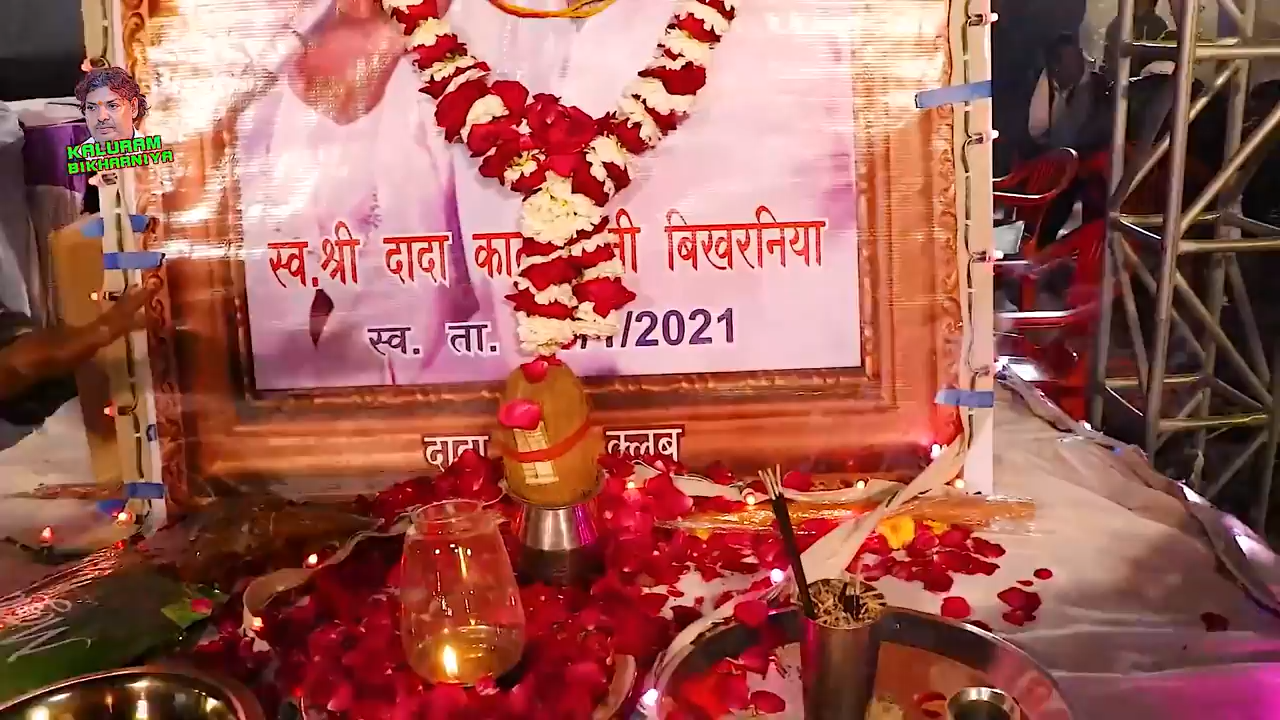 KALURAM
BIKHARNIYA
स्व.श्री दादा बिखरनिया
स्व. ता. /2021
दादा क्लब